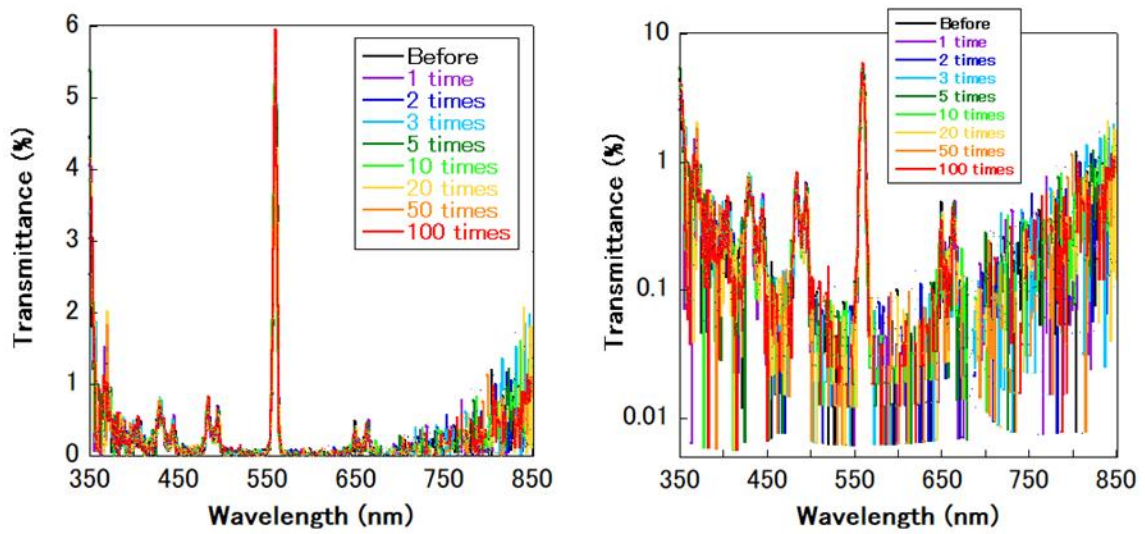 6
5
4
3
2
1
0
Transmittance (%)
Before
1 time
2 times
3 times
5 times
10 times
20 times
50 times
100 times
350 450 550 650 750 850
Wavelength (nm)
10
1
0.1
0.01
Transmittance (%)
Before
1 time
2 times
3 times
5 times
10 times
20 times
50 times
100 times
350 450 550 650 750 850
Wavelength (nm)